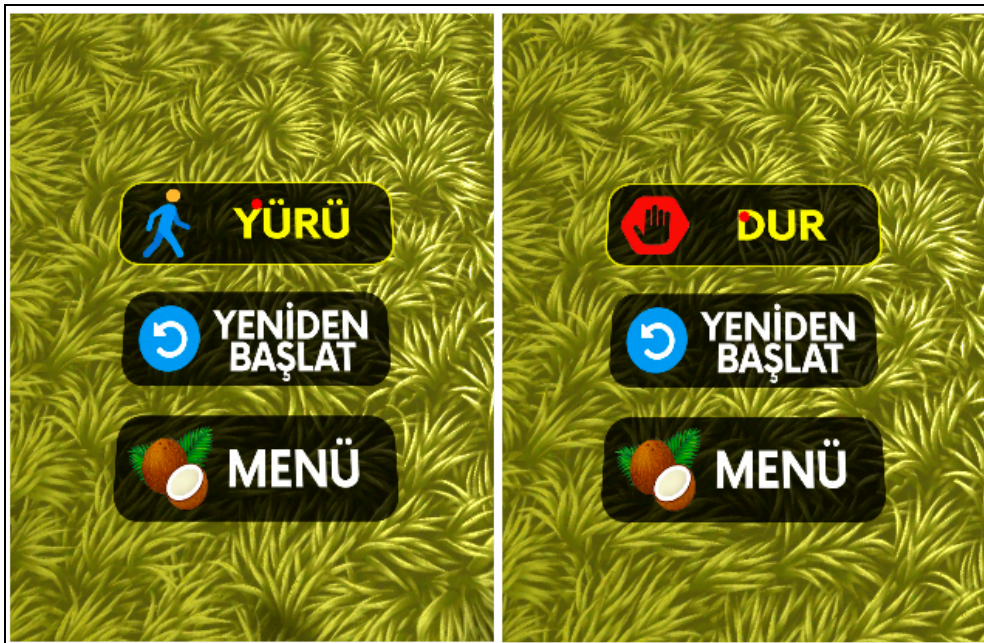 YÜRÜ
YENİDEN
BAŞLAT
MENÜ
DUR
YENİDEN
BAŞLAT
MENÜ